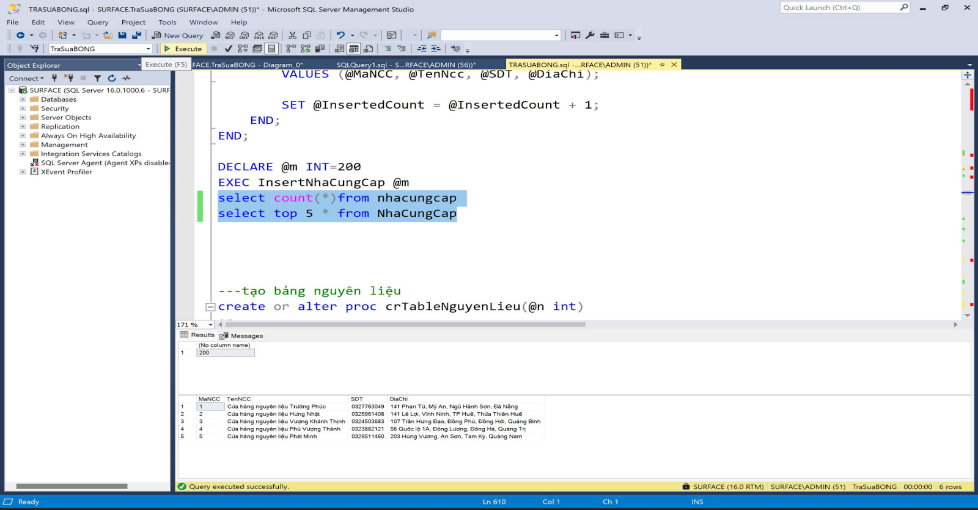 TRASUABONG.sql - SURFACE.TraSuaBONG (SURFACE\ADMIN (51))* - Microsoft SQL Server Management Studio
Quick Launch (Ctrl+Q)
File Edit View Query Project Tools Window Help
New Query
TraSuaBONG Execute
Object Explorer
Execute (F5)
RFACE.TraSuaBONG - Diagram_0*
SQLQuery1.sql - S...RFACE\ADMIN (56))*
TRASUABONG.sql -...RFACE\ADMIN (51))*
Connect
SURFACE (SQL Server 16.0.1000.6 - SURF
Databases
Security
Server Objects
Replication
Always On High Availability
Management
Integration Services Catalogs
SQL Server Agent (Agent XPs disable
XEvent Profiler
VALUES (@MaNCC, @TenNcc, @SDT, @DiaChi);
SET @InsertedCount = @InsertedCount + 1;
END;
END;
DECLARE @m INT=200
EXEC InsertNhaCungCap @m
select count(*)from nhacungcap
select top 5 * from NhaCungCap
---tạo bảng nguyên liệu
create or alter proc crTableNguyenLieu(@n int)
171 %
Results Messages
(No column name)
1 200
MaNCC TenNCC SDT DiaChi
1 1 Cửa hàng nguyên liệu Trường Phúc 0327763049 141 Phan Tứ, Mỹ An, Ngũ Hành Sơn, Đà Nẵng
2 2 Cửa hàng nguyên liệu Hưng Nhật 0325961408 141 Lê Lợi, Vĩnh Ninh, TP Huế, Thừa Thiên Huế
3 3 Cửa hàng nguyên liệu Vương Khánh Thịnh 0324503683 107 Trần Hưng Đạo, Đồng Phú, Đồng Hới, Quảng Bình
4 4 Cửa hàng nguyên liệu Phú Vượng Thành 0323882121 56 Quốc lộ 1A, Đông Lương, Đông Hà, Quảng Trị
5 5 Cửa hàng nguyên liệu Phát Minh 0329511460 203 Hùng Vương, An Sơn, Tam Kỳ, Quảng Nam
Query executed successfully.
SURFACE (16.0 RTM) SURFACE\ADMIN (51) TraSuaBONG 00:00:00 6 rows
Ready Ln 610 Col 1 Ch 1 INS